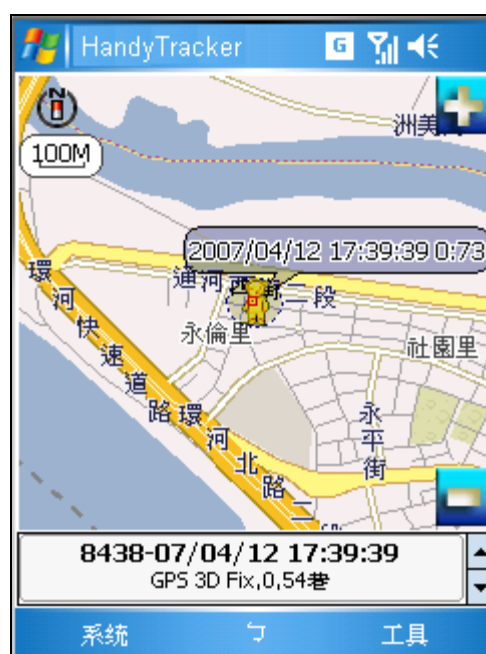 HandyTracker
G
N
100M
洲美
2007/04/12 17:39:39 0:73
通河西街二段
環河快速道路
永倫里
社園里
環河北路二段
永平街
8438-07/04/12 17:39:39
GPS 3D Fix,0,54巷
系統 ㄅ 工具